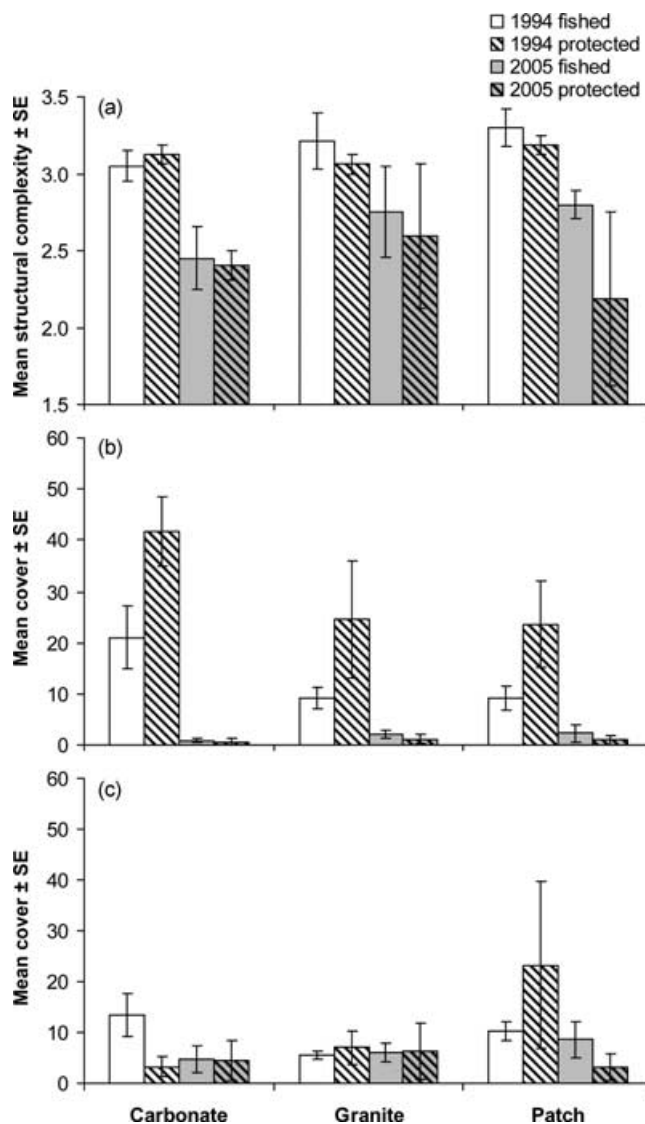 1994 fished
1994 protected
2005 fished
2005 protected
(a)
Mean structural complexity ± SE
3.5
3.0
2.5
2.0
1.5
(b)
Mean cover ± SE
60
50
40
30
20
10
0
(c)
Mean cover ± SE
60
50
40
30
20
10
0
Carbonate Granite Patch